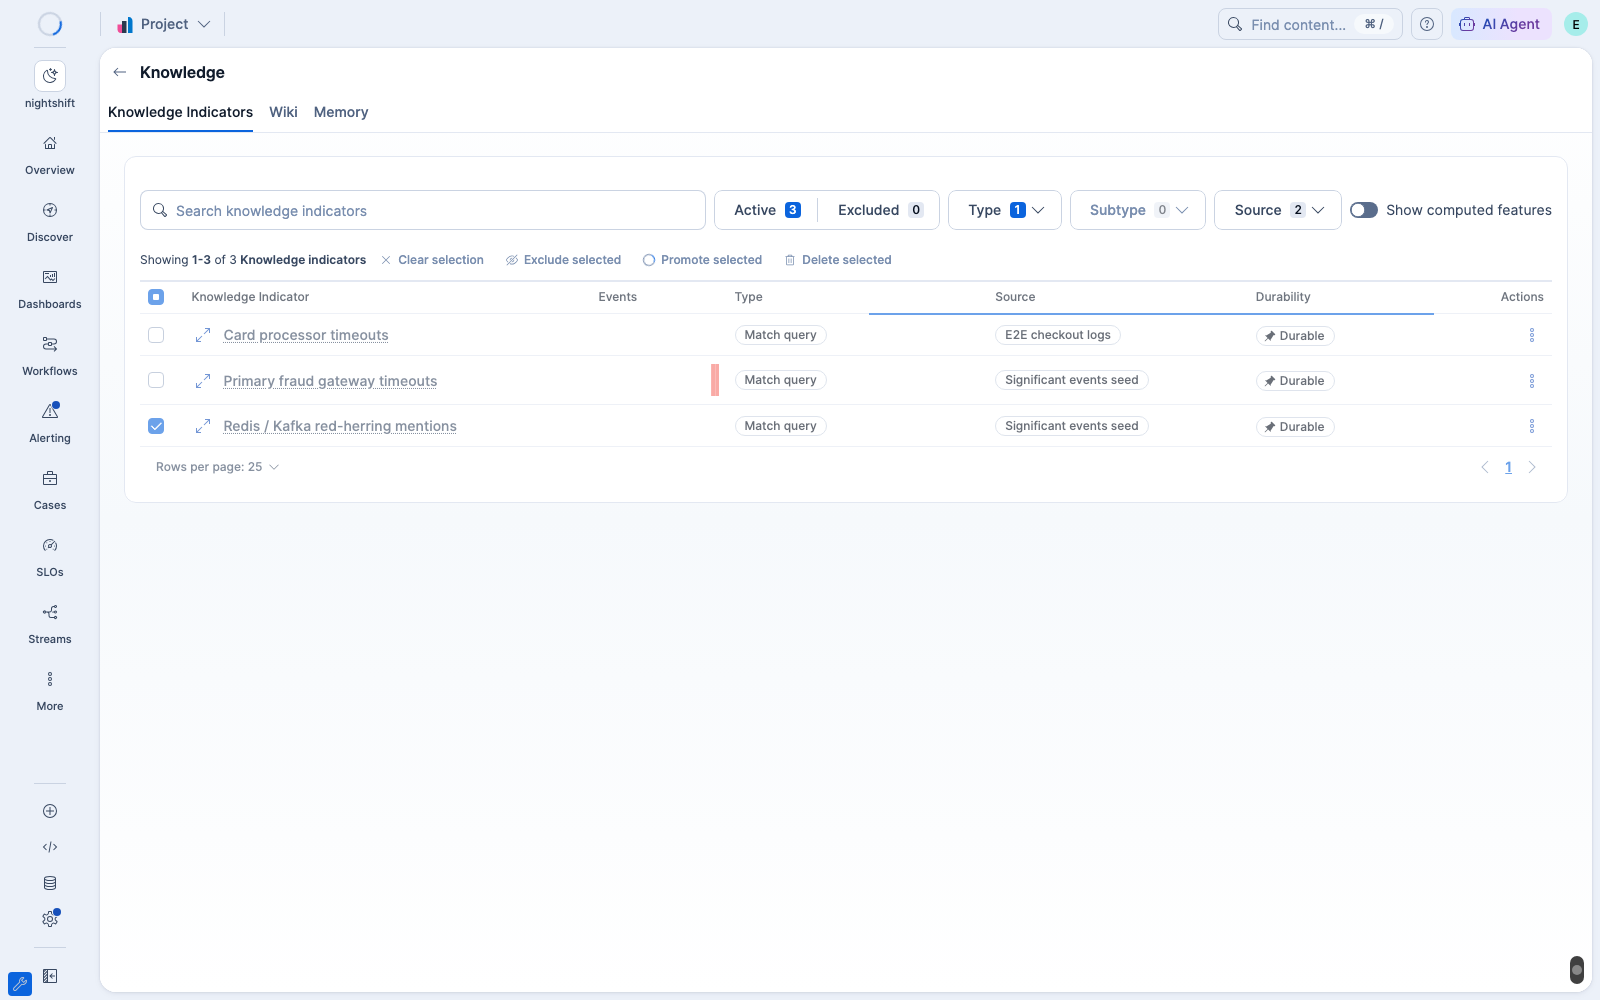 Project
Find content... ⌘ /
AI Agent
E
nightshift
Overview
Discover
Dashboards
Workflows
Alerting
Cases
SLOs
Streams
More
Knowledge
Knowledge Indicators Wiki Memory
Search knowledge indicators
Active 3 Excluded 0 Type 1 Subtype 0 Source 2 Show computed features
Showing 1-3 of 3 Knowledge indicators Clear selection Exclude selected Promote selected Delete selected
Knowledge Indicator Events Type Source Durability Actions
Card processor timeouts Match query E2E checkout logs Durable
Primary fraud gateway timeouts Match query Significant events seed Durable
Redis / Kafka red-herring mentions Match query Significant events seed Durable
Rows per page: 25 1